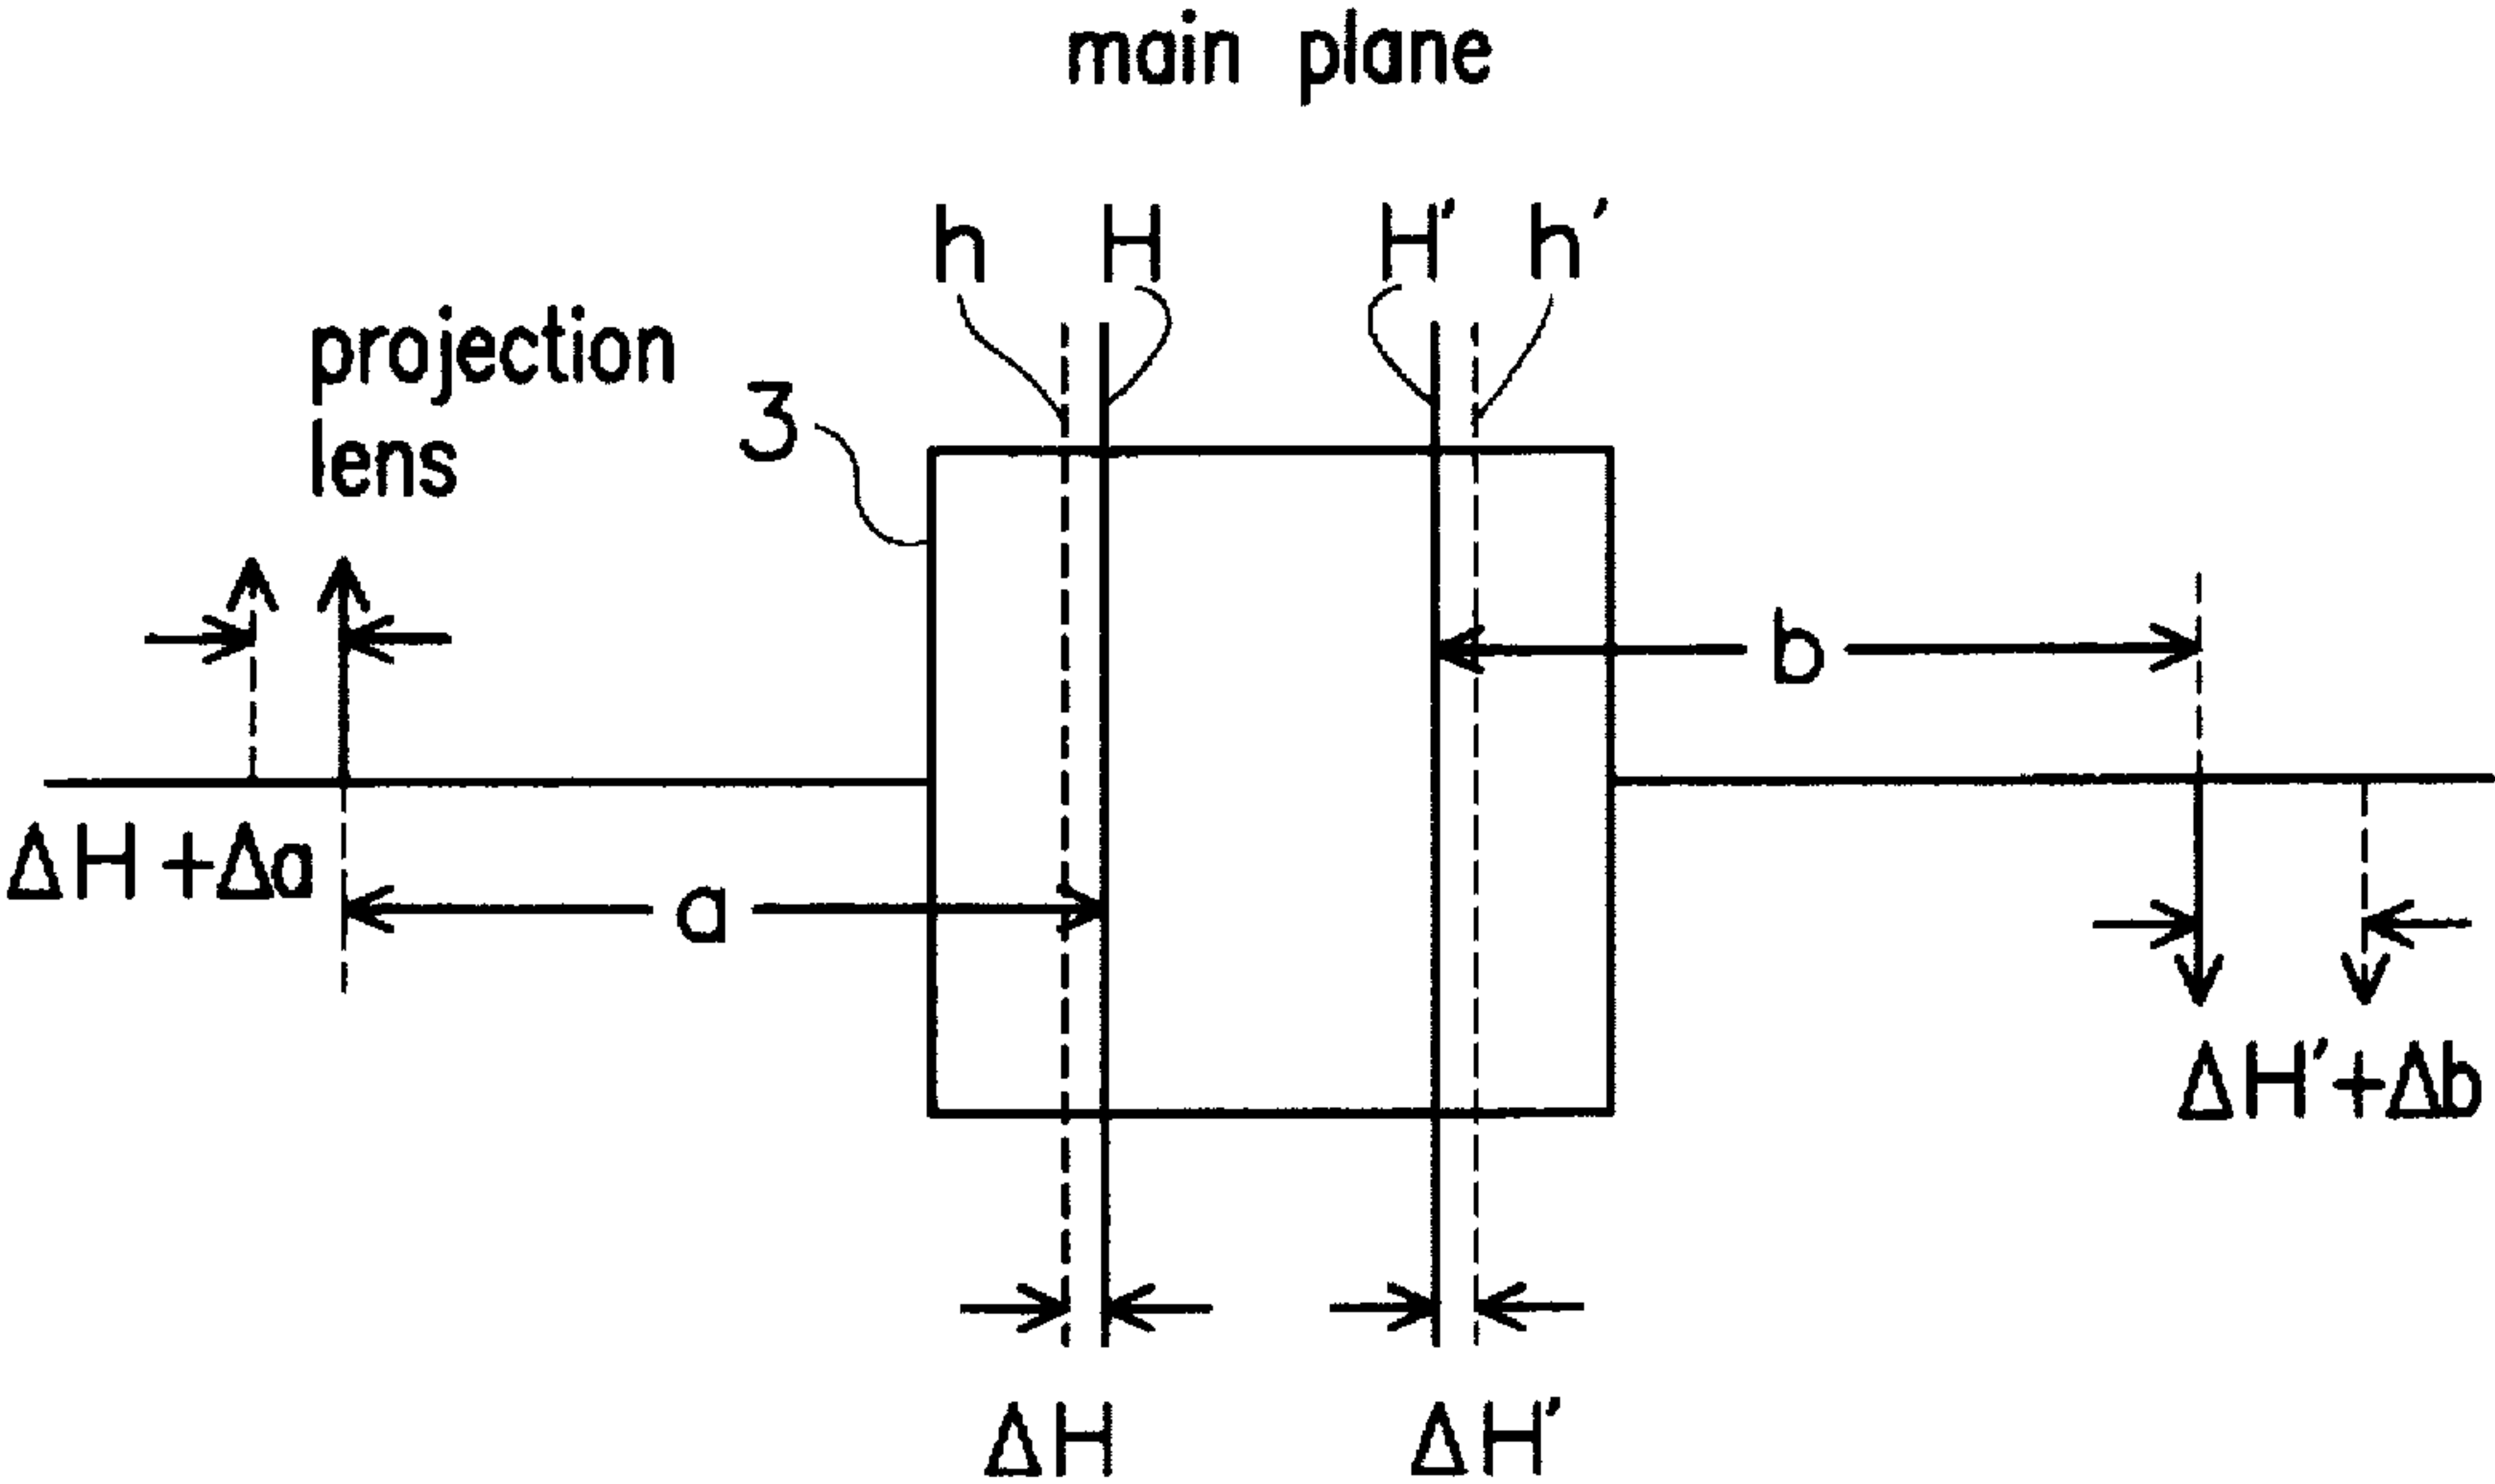 main plane
h H H′ h′
projection
lens
3
b
ΔH+Δa
a
ΔH′+Δb
ΔH ΔH′